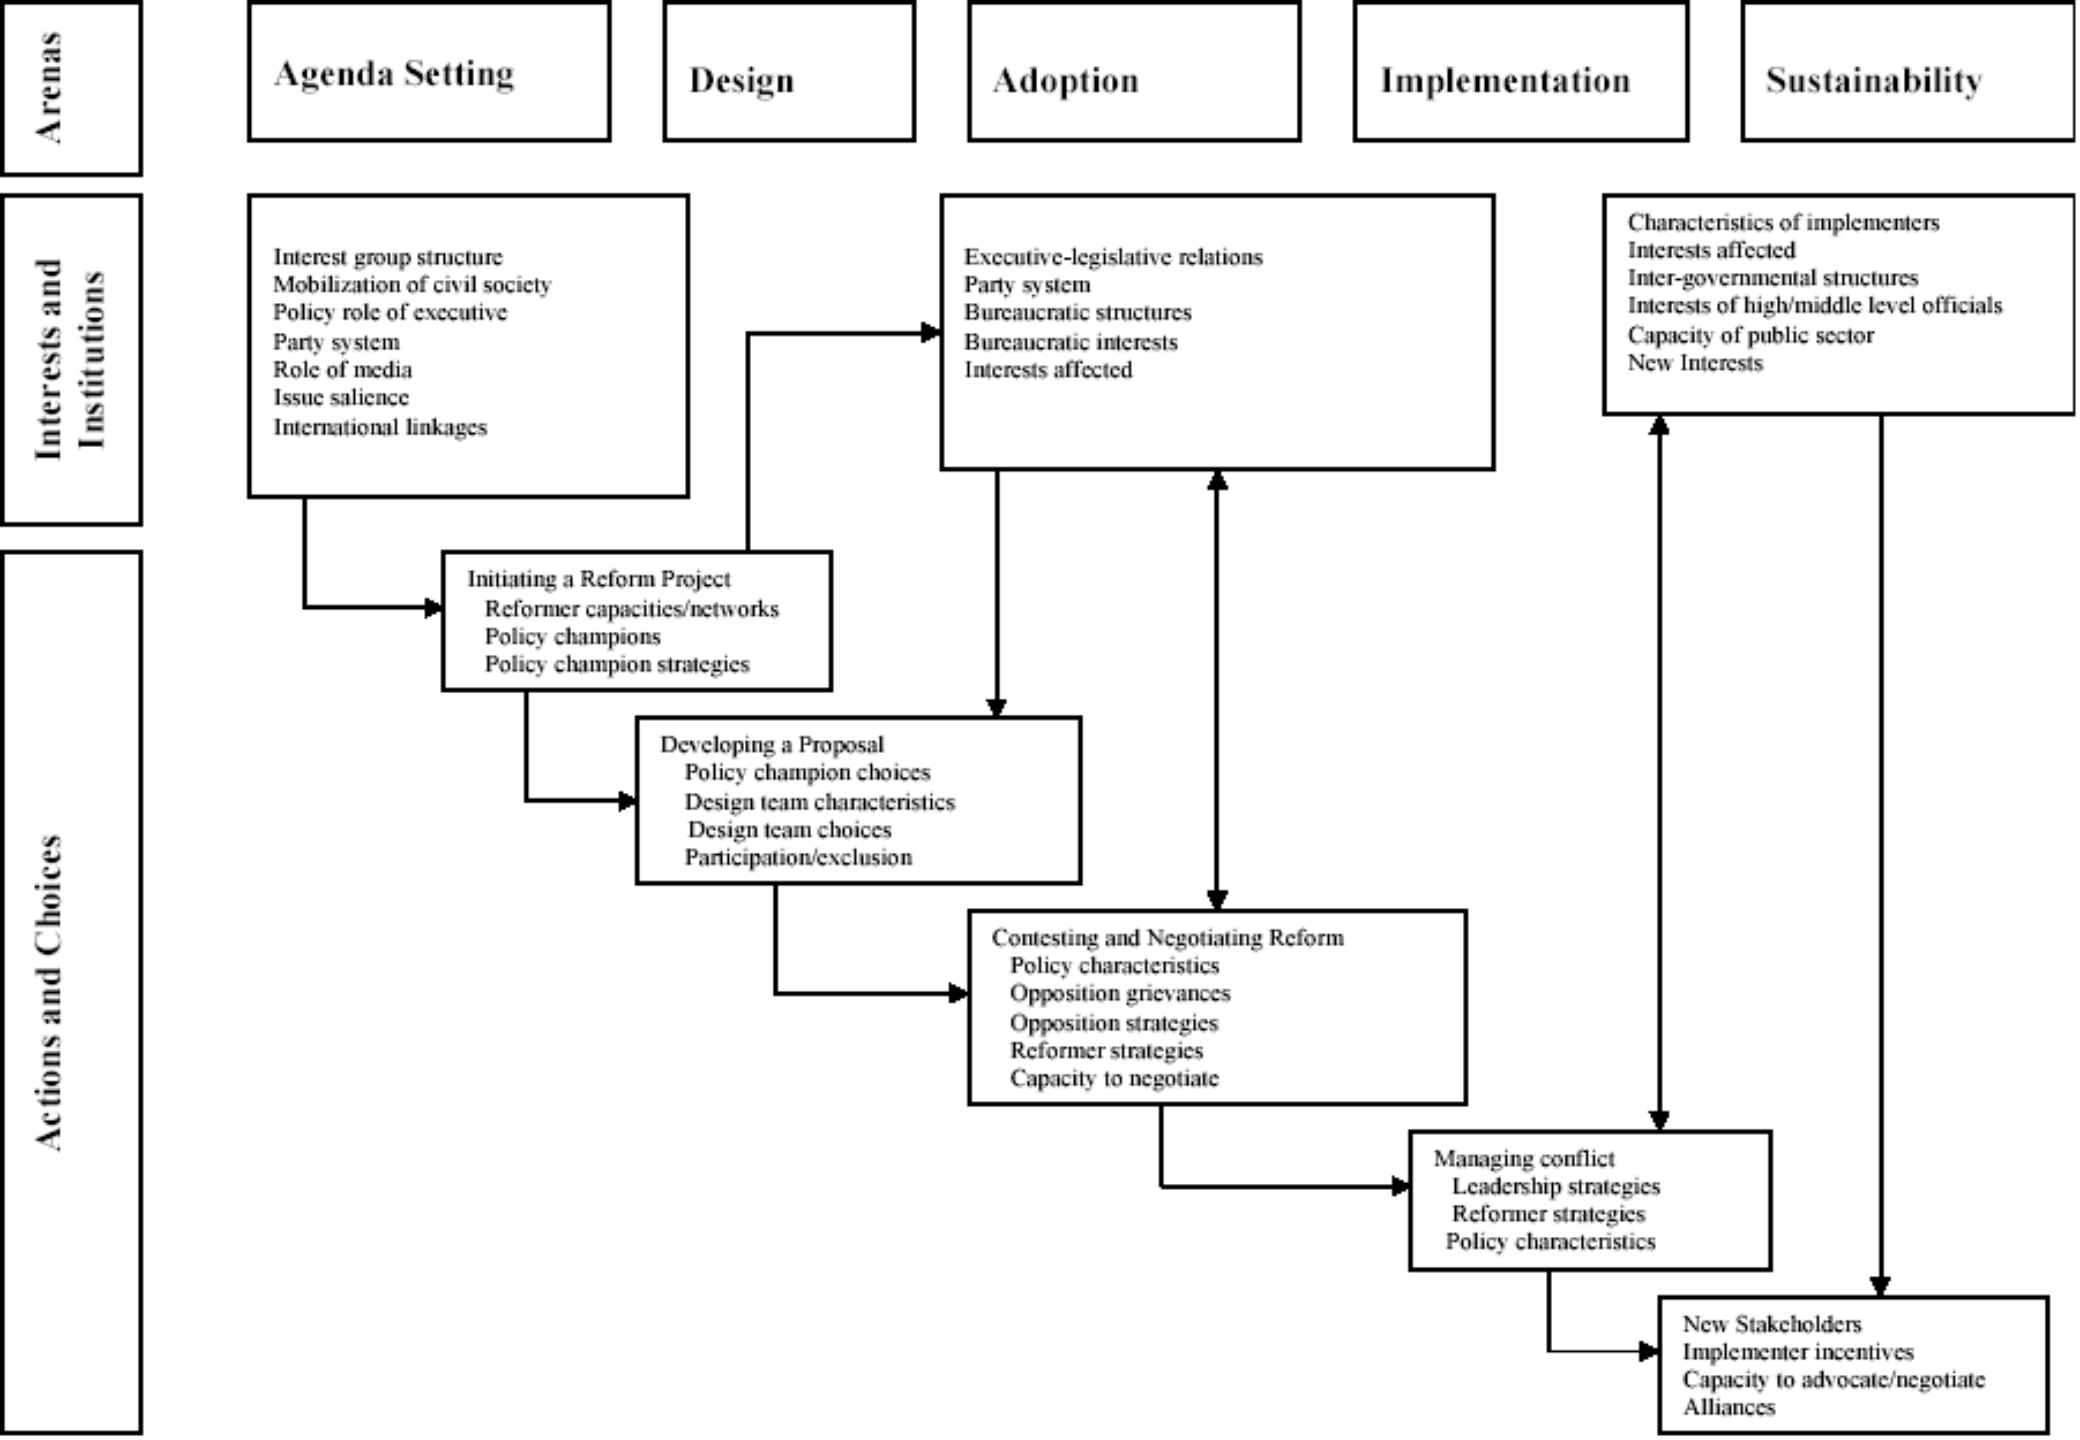 Arenas
Agenda Setting
Design
Adoption
Implementation
Sustainability
Interests and
Institutions
Interest group structure
Mobilization of civil society
Policy role of executive
Party system
Role of media
Issue salience
International linkages
Executive-legislative relations
Party system
Bureaucratic structures
Bureaucratic interests
Interests affected
Characteristics of implementers
Interests affected
Inter-governmental structures
Interests of high/middle level officials
Capacity of public sector
New Interests
Actions and Choices
Initiating a Reform Project
Reformer capacities/networks
Policy champions
Policy champion strategies
Developing a Proposal
Policy champion choices
Design team characteristics
Design team choices
Participation/exclusion
Contesting and Negotiating Reform
Policy characteristics
Opposition grievances
Opposition strategies
Reformer strategies
Capacity to negotiate
Managing conflict
Leadership strategies
Reformer strategies
Policy characteristics
New Stakeholders
Implementer incentives
Capacity to advocate/negotiate
Alliances